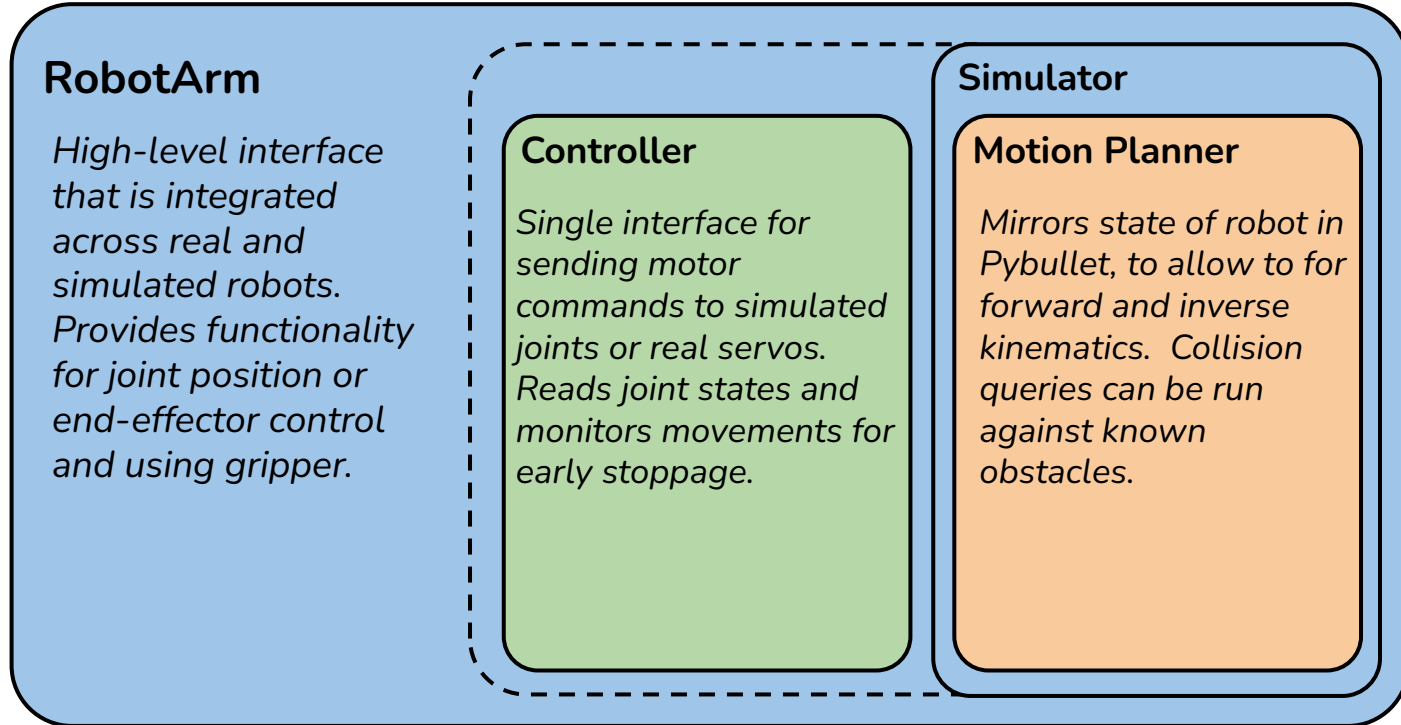 RobotArm
High-level interface
that is integrated
across real and
simulated robots.
Provides functionality
for joint position or
end-effector control
and using gripper.
Controller
Single interface for
sending motor
commands to simulated
joints or real servos.
Reads joint states and
monitors movements for
early stoppage.
Simulator
Motion Planner
Mirrors state of robot in
Pybullet, to allow to for
forward and inverse
kinematics.  Collision
queries can be run
against known
obstacles.